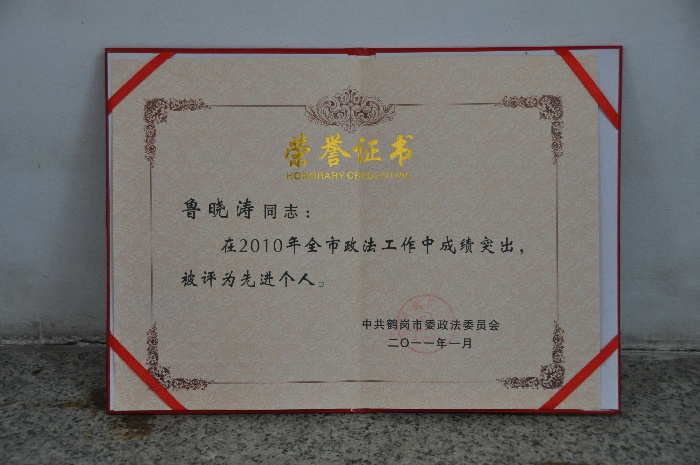 荣誉证书
HONORARY CREDENTIAL
鲁晓涛同志：
在2010年全市政法工作中成绩突出，
被评为先进个人。
中共鹤岗市委政法委员会
二〇一一年一月